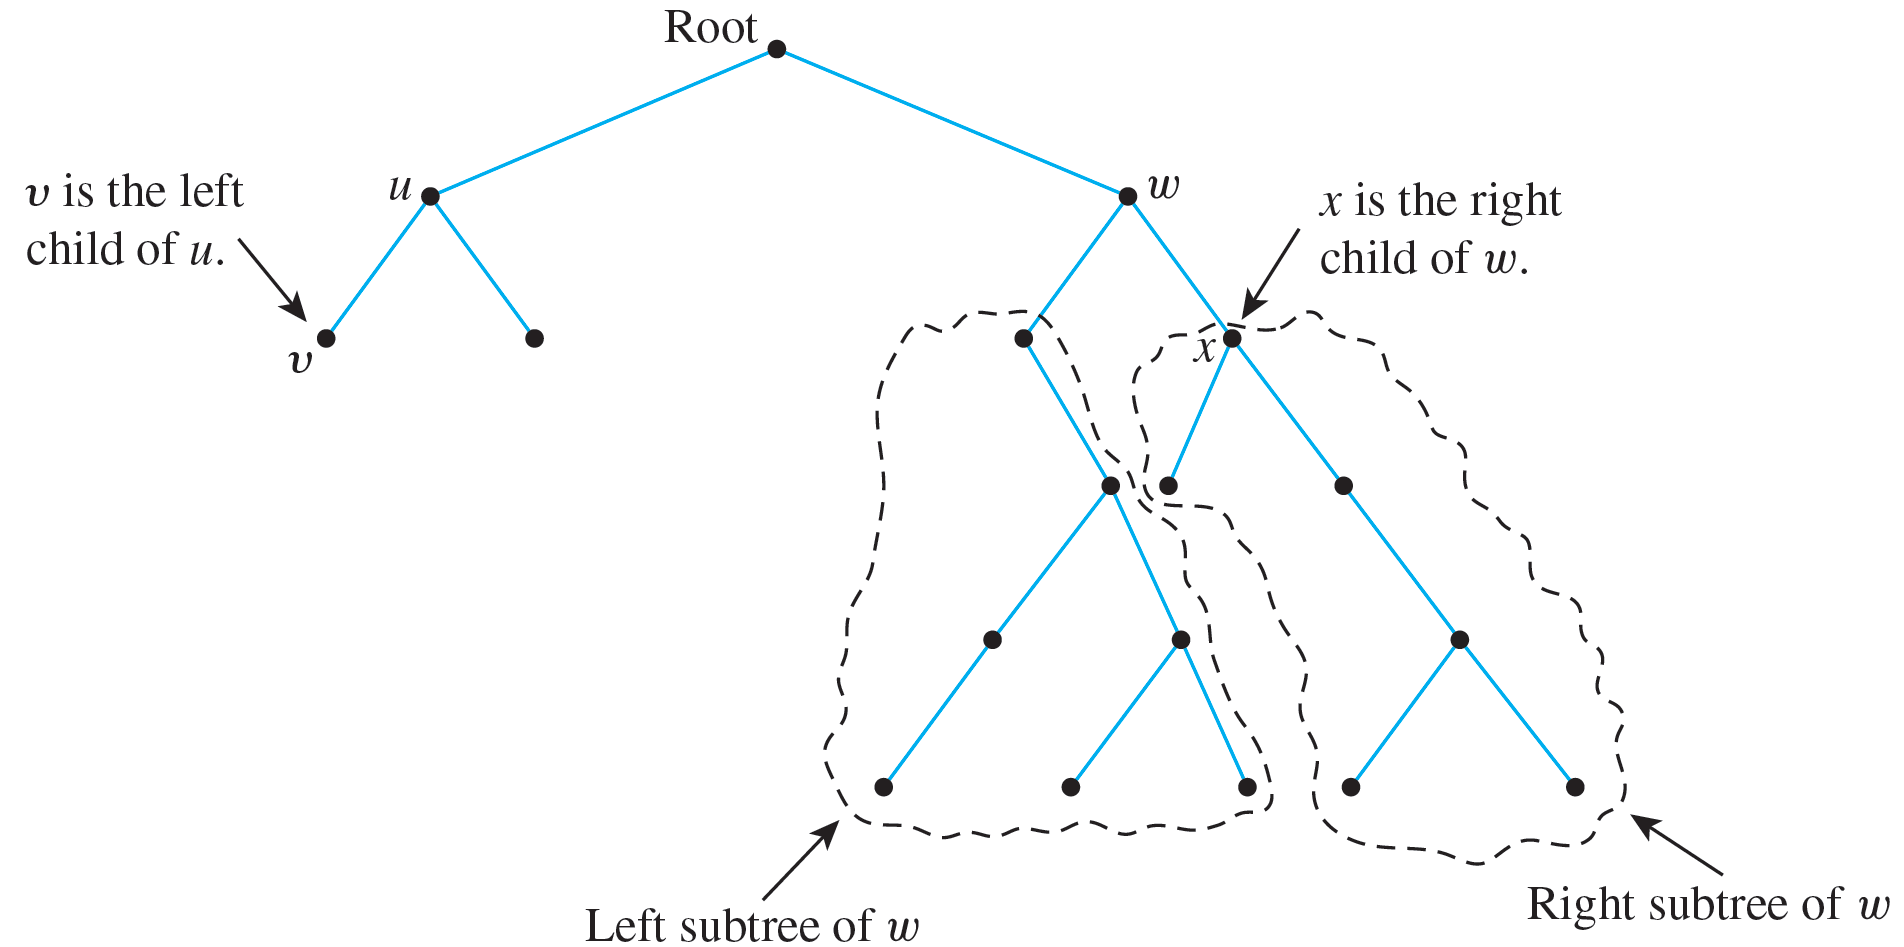 Root
u
w
v is the left
child of u.
x is the right
child of w.
v
x
Left subtree of w
Right subtree of w